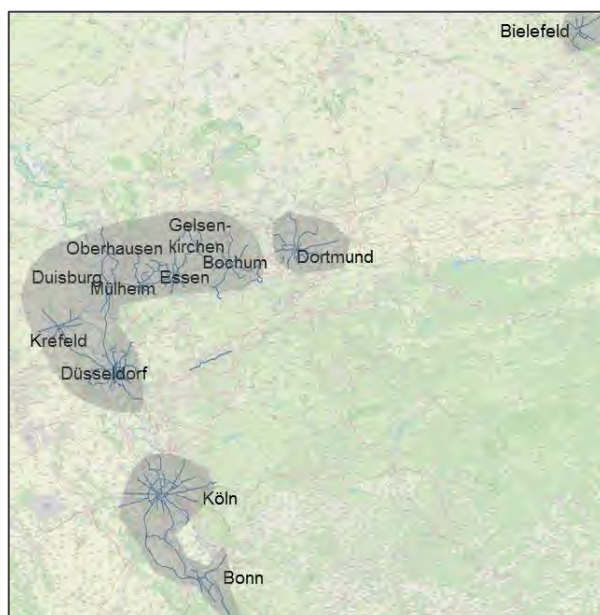 Bielefeld
Gelsen-
kirchen
Oberhausen
Bochum
Dortmund
Duisburg
Essen
Mülheim
Krefeld
Düsseldorf
Köln
Bonn